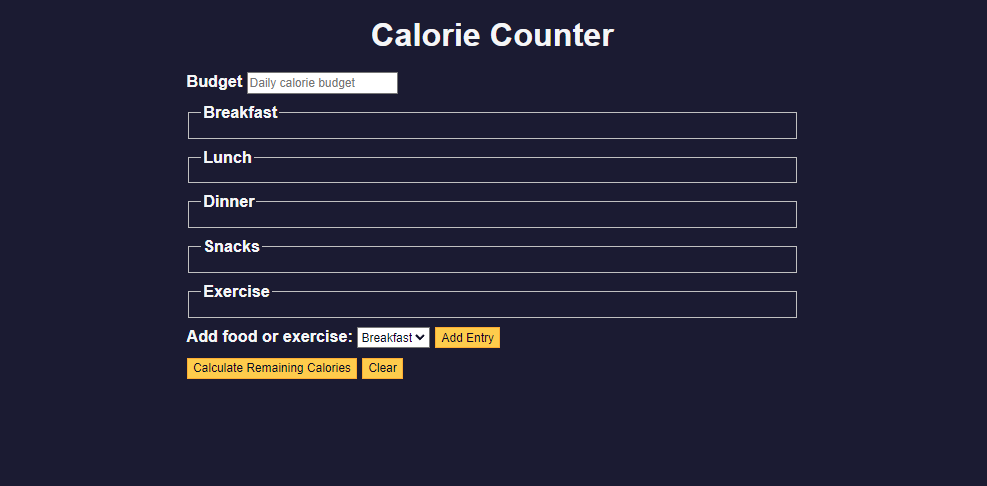 Calorie Counter
Budget Daily calorie budget
Breakfast
Lunch
Dinner
Snacks
Exercise
Add food or exercise: Breakfast Add Entry
Calculate Remaining Calories Clear